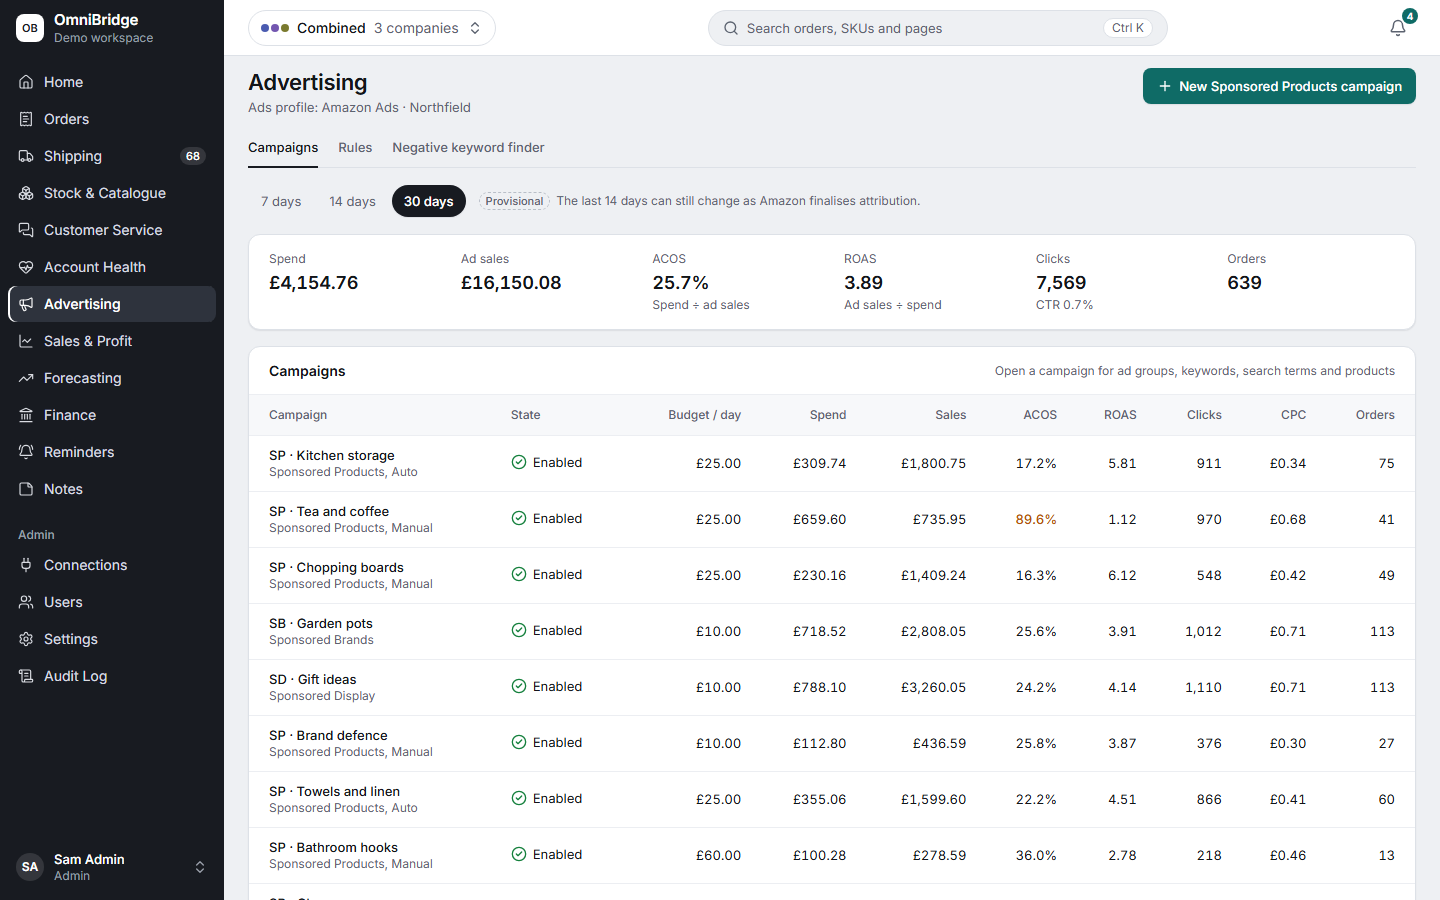 OB
OmniBridge
Demo workspace
Home
Orders
Shipping 68
Stock & Catalogue
Customer Service
Account Health
Advertising
Sales & Profit
Forecasting
Finance
Reminders
Notes
Admin
Connections
Users
Settings
Audit Log
SA
Sam Admin
Admin
Combined 3 companies
Search orders, SKUs and pages Ctrl K
4
Advertising
Ads profile: Amazon Ads · Northfield
+ New Sponsored Products campaign
Campaigns Rules Negative keyword finder
7 days 14 days 30 days Provisional The last 14 days can still change as Amazon finalises attribution.
Spend Ad sales ACOS ROAS Clicks Orders
£4,154.76 £16,150.08 25.7% 3.89 7,569 639
Spend ÷ ad sales Ad sales ÷ spend CTR 0.7%
Campaigns Open a campaign for ad groups, keywords, search terms and products
Campaign State Budget / day Spend Sales ACOS ROAS Clicks CPC Orders
SP · Kitchen storage
Sponsored Products, Auto
Enabled £25.00 £309.74 £1,800.75 17.2% 5.81 911 £0.34 75
SP · Tea and coffee
Sponsored Products, Manual
Enabled £25.00 £659.60 £735.95 89.6% 1.12 970 £0.68 41
SP · Chopping boards
Sponsored Products, Manual
Enabled £25.00 £230.16 £1,409.24 16.3% 6.12 548 £0.42 49
SB · Garden pots
Sponsored Brands
Enabled £10.00 £718.52 £2,808.05 25.6% 3.91 1,012 £0.71 113
SD · Gift ideas
Sponsored Display
Enabled £10.00 £788.10 £3,260.05 24.2% 4.14 1,110 £0.71 113
SP · Brand defence
Sponsored Products, Manual
Enabled £10.00 £112.80 £436.59 25.8% 3.87 376 £0.30 27
SP · Towels and linen
Sponsored Products, Auto
Enabled £25.00 £355.06 £1,599.60 22.2% 4.51 866 £0.41 60
SP · Bathroom hooks
Sponsored Products, Manual
Enabled £60.00 £100.28 £278.59 36.0% 2.78 218 £0.46 13